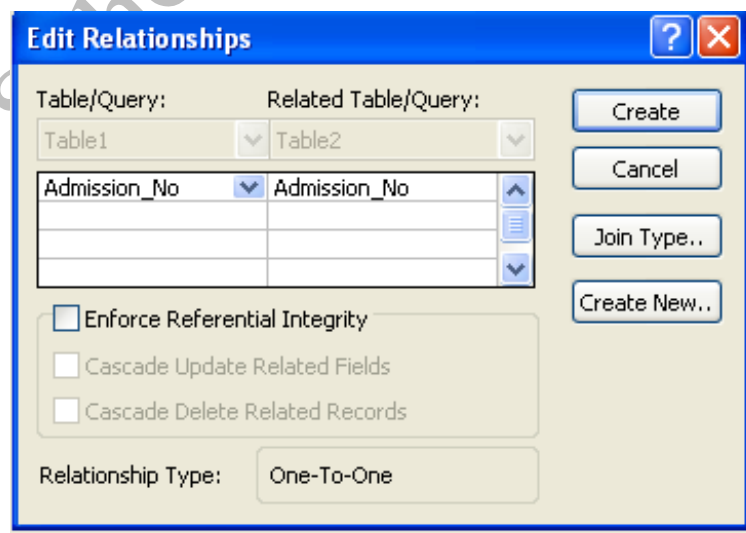 Edit Relationships
Table/Query: Related Table/Query:
Table1 Table2
Admission_No Admission_No
Enforce Referential Integrity
Cascade Update Related Fields
Cascade Delete Related Records
Relationship Type: One-To-One
Create
Cancel
Join Type..
Create New..